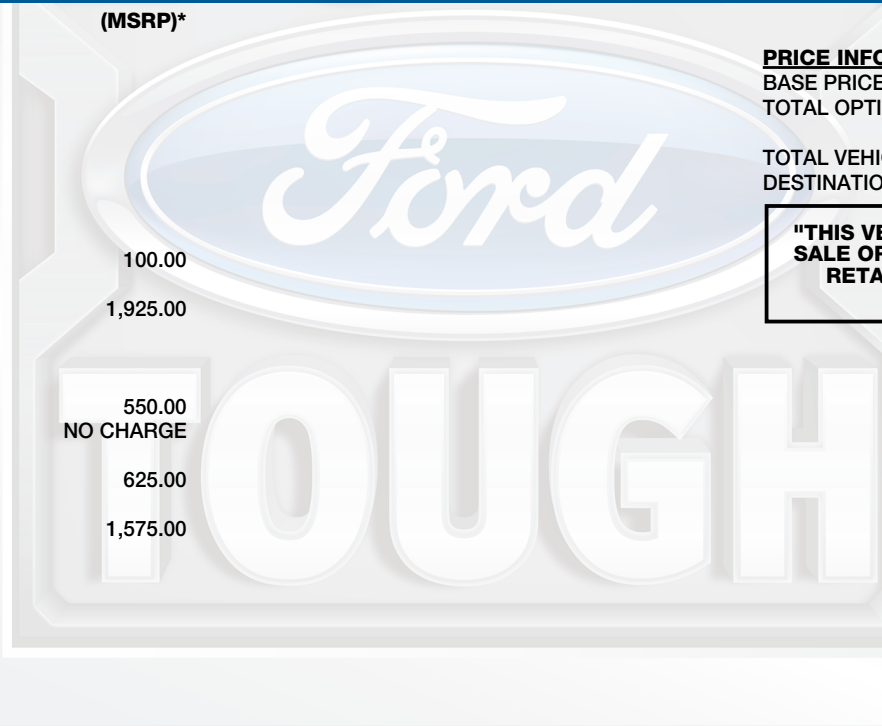 (MSRP)*
100.00
1,925.00
550.00
NO CHARGE
625.00
1,575.00
PRICE INFO
BASE PRICE
TOTAL OPTI
TOTAL VEHI
DESTINATIO
"THIS VE
SALE OR
RETA
Ford
TOUGH